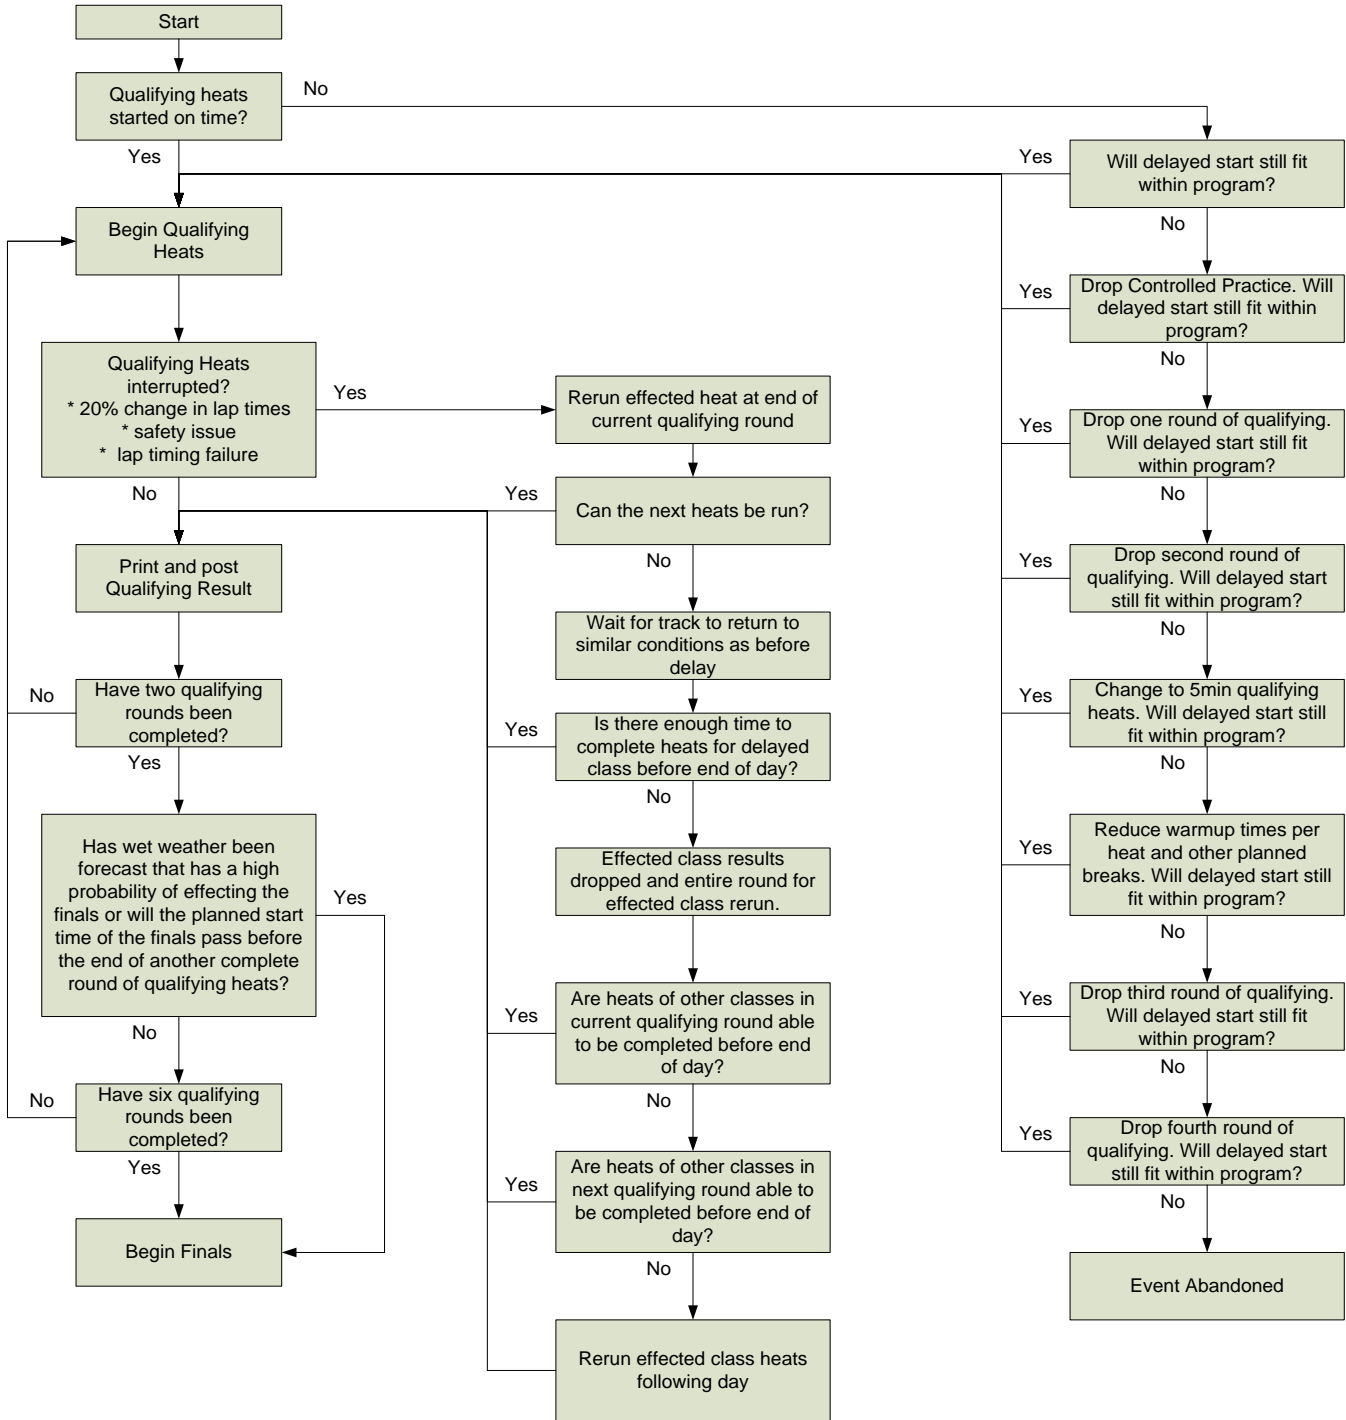 Start
Qualifying heats
started on time?
No
Yes
Will delayed start still fit
within program?
Yes
No
Begin Qualifying
Heats
Drop Controlled Practice. Will
delayed start still fit within
program?
Yes
No
Qualifying Heats
interrupted?
* 20% change in lap times
* safety issue
* lap timing failure
Yes
No
Rerun effected heat at end of
current qualifying round
Drop one round of qualifying.
Will delayed start still fit
within program?
Yes
No
Can the next heats be run?
Yes
No
Print and post
Qualifying Result
Drop second round of
qualifying. Will delayed start
still fit within program?
Yes
No
Wait for track to return to
similar conditions as before
delay
Have two qualifying
rounds been
completed?
No
Yes
Is there enough time to
complete heats for delayed
class before end of day?
Yes
No
Change to 5min qualifying
heats. Will delayed start still
fit within program?
Yes
No
Has wet weather been
forecast that has a high
probability of effecting the
finals or will the planned start
time of the finals pass before
the end of another complete
round of qualifying heats?
Yes
No
Effected class results
dropped and entire round for
effected class rerun.
Reduce warmup times per
heat and other planned
breaks. Will delayed start still
fit within program?
Yes
No
Are heats of other classes in
current qualifying round able
to be completed before end
of day?
Yes
No
Drop third round of qualifying.
Will delayed start still fit
within program?
Yes
No
Have six qualifying
rounds been
completed?
No
Yes
Are heats of other classes in
next qualifying round able to
be completed before end of
day?
Yes
No
Drop fourth round of
qualifying. Will delayed start
still fit within program?
Yes
No
Begin Finals
Event Abandoned
Rerun effected class heats
following day